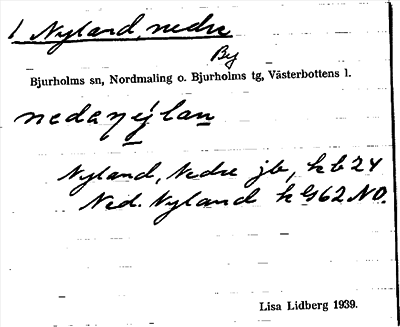 1 Nyland, nedre
By
Bjurholms sn, Nordmaling o. Bjurholms tg, Västerbottens l.
Nyland, Nedre jb, kb 24
Ned. Nyland k G62 NO.
Lisa Lidberg 1939.